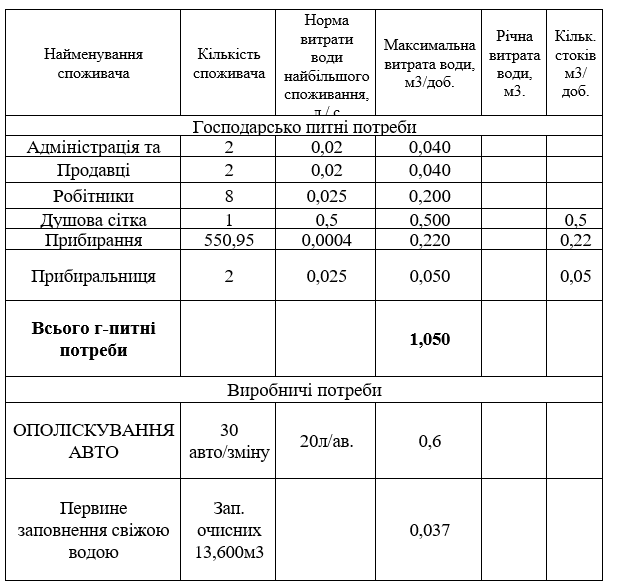 Найменування споживача
Кількість споживача
Норма витрати води найбільшого споживання, л / с
Максимальна витрата води, м3/доб.
Річна витрата води, м3.
Кільк. стоків м3/ доб.
Господарсько питні потреби
Адміністрація та 2 0,02 0,040
Продавці 2 0,02 0,040
Робітники 8 0,025 0,200
Душова сітка 1 0,5 0,500 0,5
Прибирання 550,95 0,0004 0,220 0,22
Прибиральниця 2 0,025 0,050 0,05
Всього г-питні потреби 1,050
Виробничі потреби
ОПОЛІСКУВАННЯ АВТО 30 авто/зміну 20л/ав. 0,6
Первине заповнення свіжою водою Зап. очисних 13,600м3 0,037